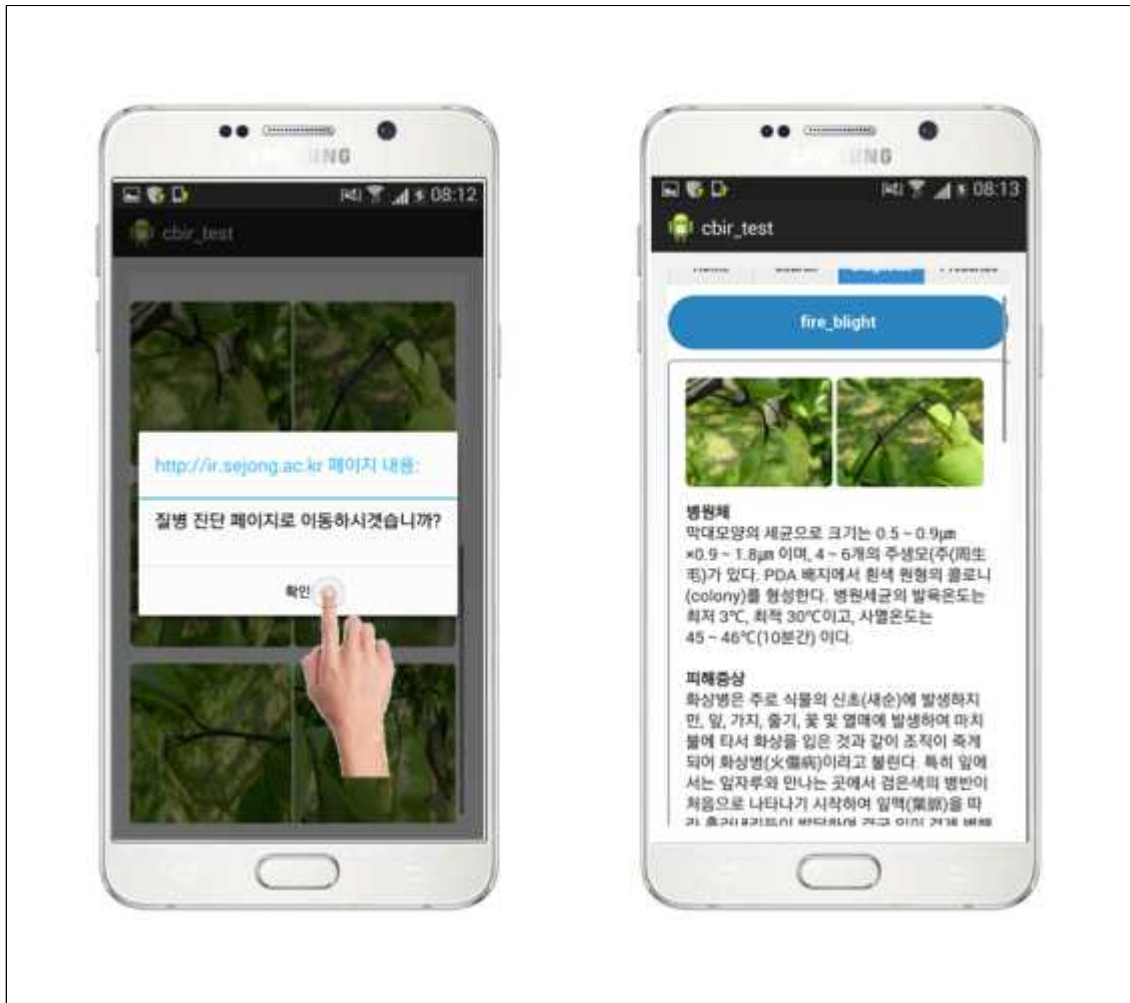 08:12
cbir_test
http://ir.sejong.ac.kr 페이지 내용:
질병 진단 페이지로 이동하시겟습니까?
확인
08:13
cbir_test
fire_blight
병원체
막대모양의 세균으로 크기는 0.5 ~ 0.9㎛
×0.9 ~ 1.8㎛ 이며, 4 ~ 6개의 주생모(주(周生
毛)가 있다. PDA 배지에서 흰색 원형의 콜로니
(colony)를 형성한다. 병원세균의 발육온도는
최저 3℃, 최적 30℃이고, 사멸온도는
45 ~ 46℃(10분간) 이다.
피해증상
화상병은 주로 식물의 신초(새순)에 발생하지
만, 잎, 가지, 줄기, 꽃 및 열매에 발생하여 마치
불에 타서 화상을 입은 것과 같이 조직이 죽게
되어 화상병(火傷病)이라고 불린다. 특히 잎에
서는 잎자루와 만나는 곳에서 검은색의 병반이
처음으로 나타나기 시작하여 잎맥(葉脈)을 따